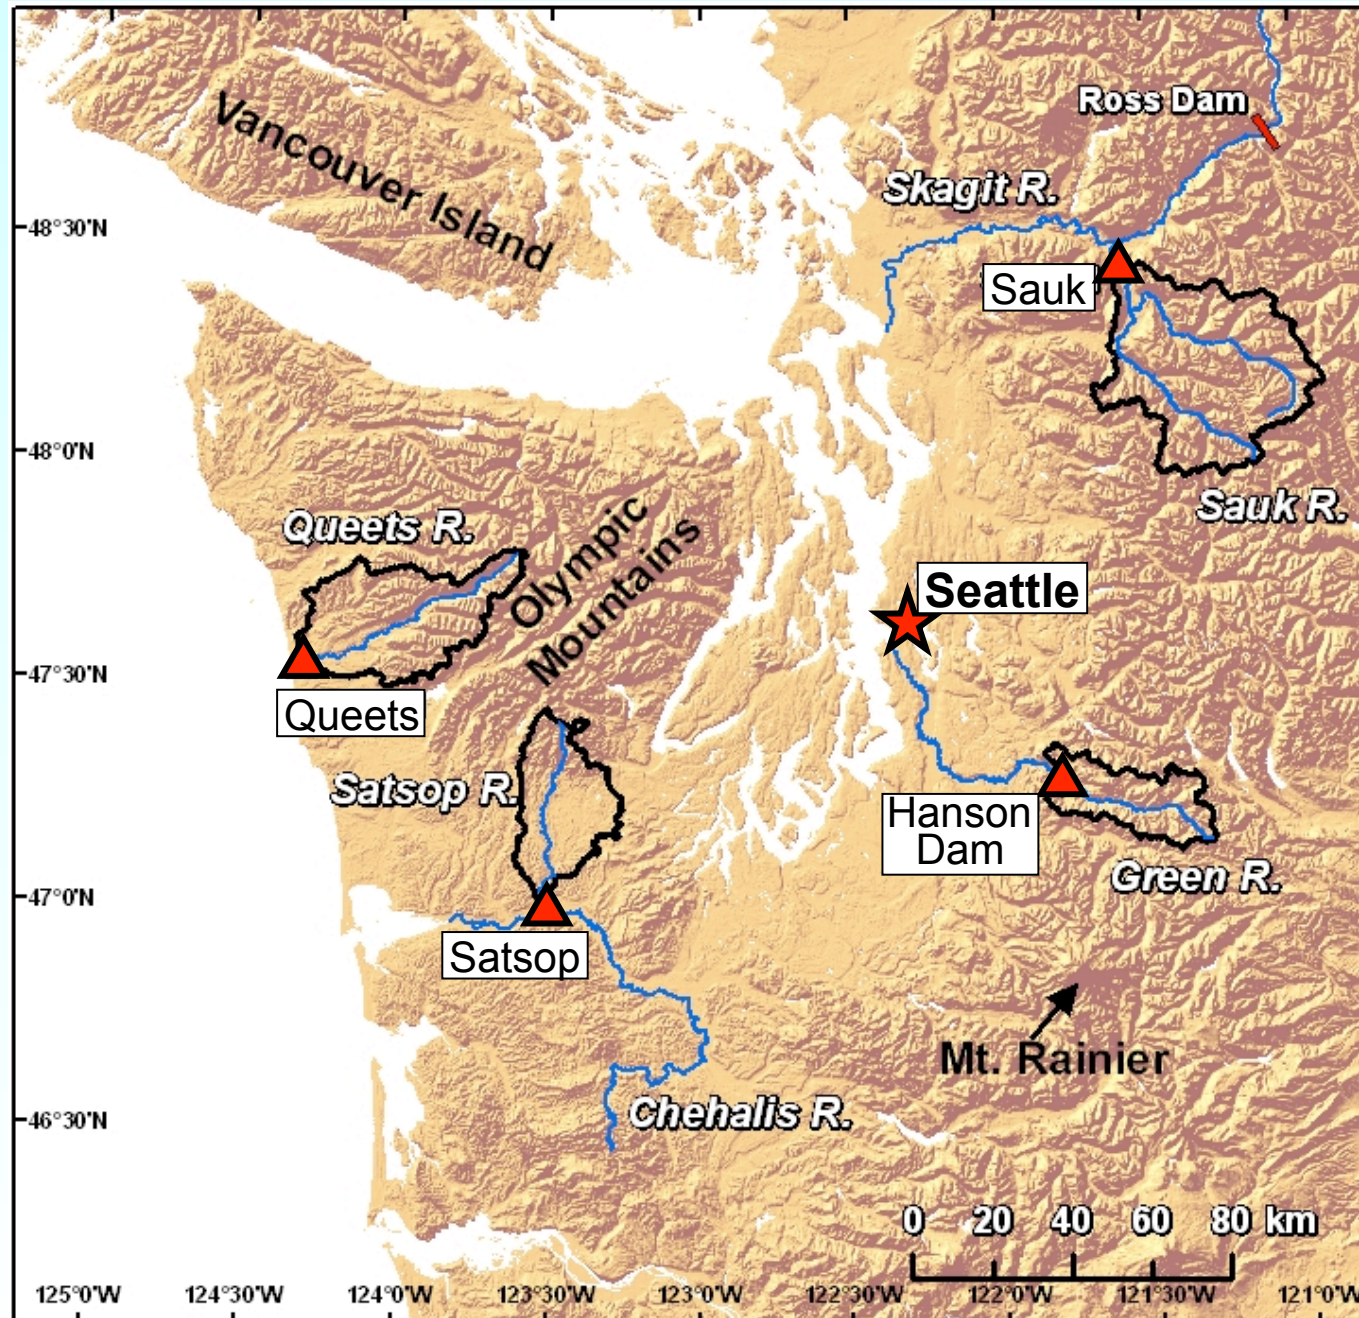 Ross Dam
Vancouver Island
Skagit R.
48°30'N
Sauk
48°0'N
Sauk R.
Queets R.
Olympic
Mountains
Seattle
47°30'N
Queets
Satsop R.
Hanson
Dam
Green R.
47°0'N
Satsop
Mt. Rainier
Chehalis R.
46°30'N
0 20 40 60 80 km
125°0'W 124°30'W 124°0'W 123°30'W 123°0'W 122°30'W 122°0'W 121°30'W 121°0'W